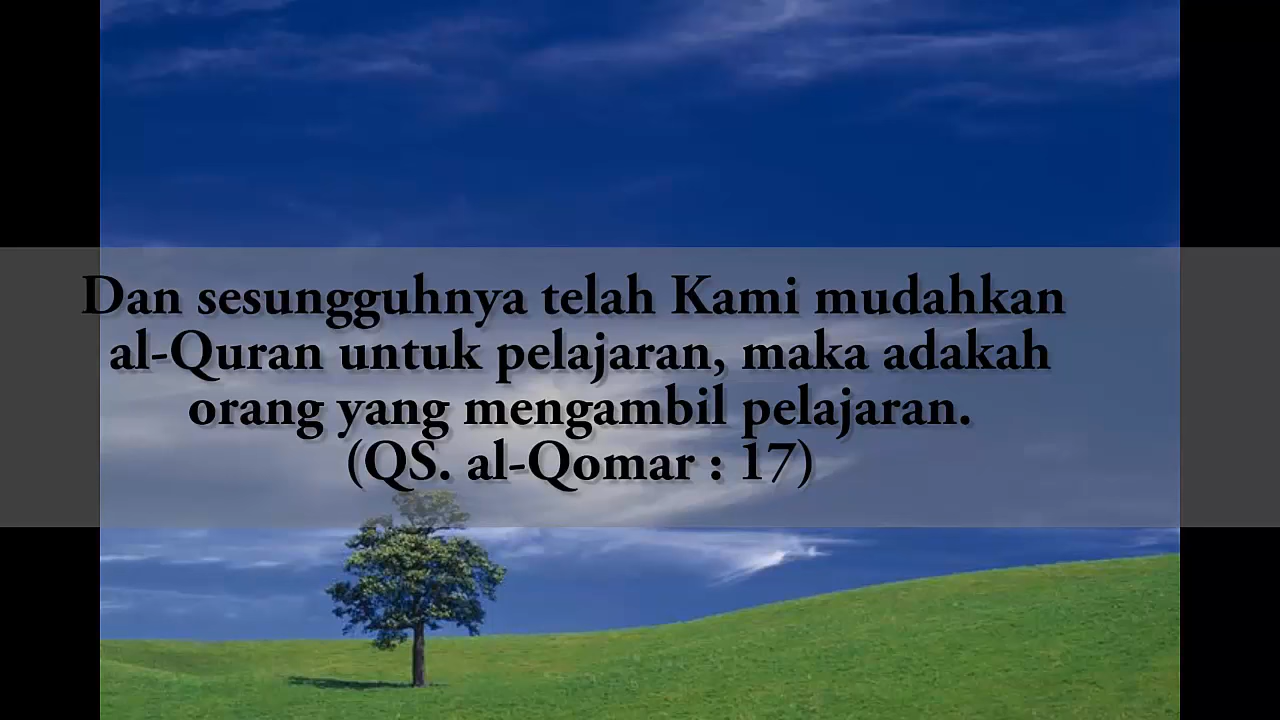 Dan sesungguhnya telah Kami mudahkan
al-Quran untuk pelajaran, maka adakah
orang yang mengambil pelajaran.
(QS. al-Qomar : 17)